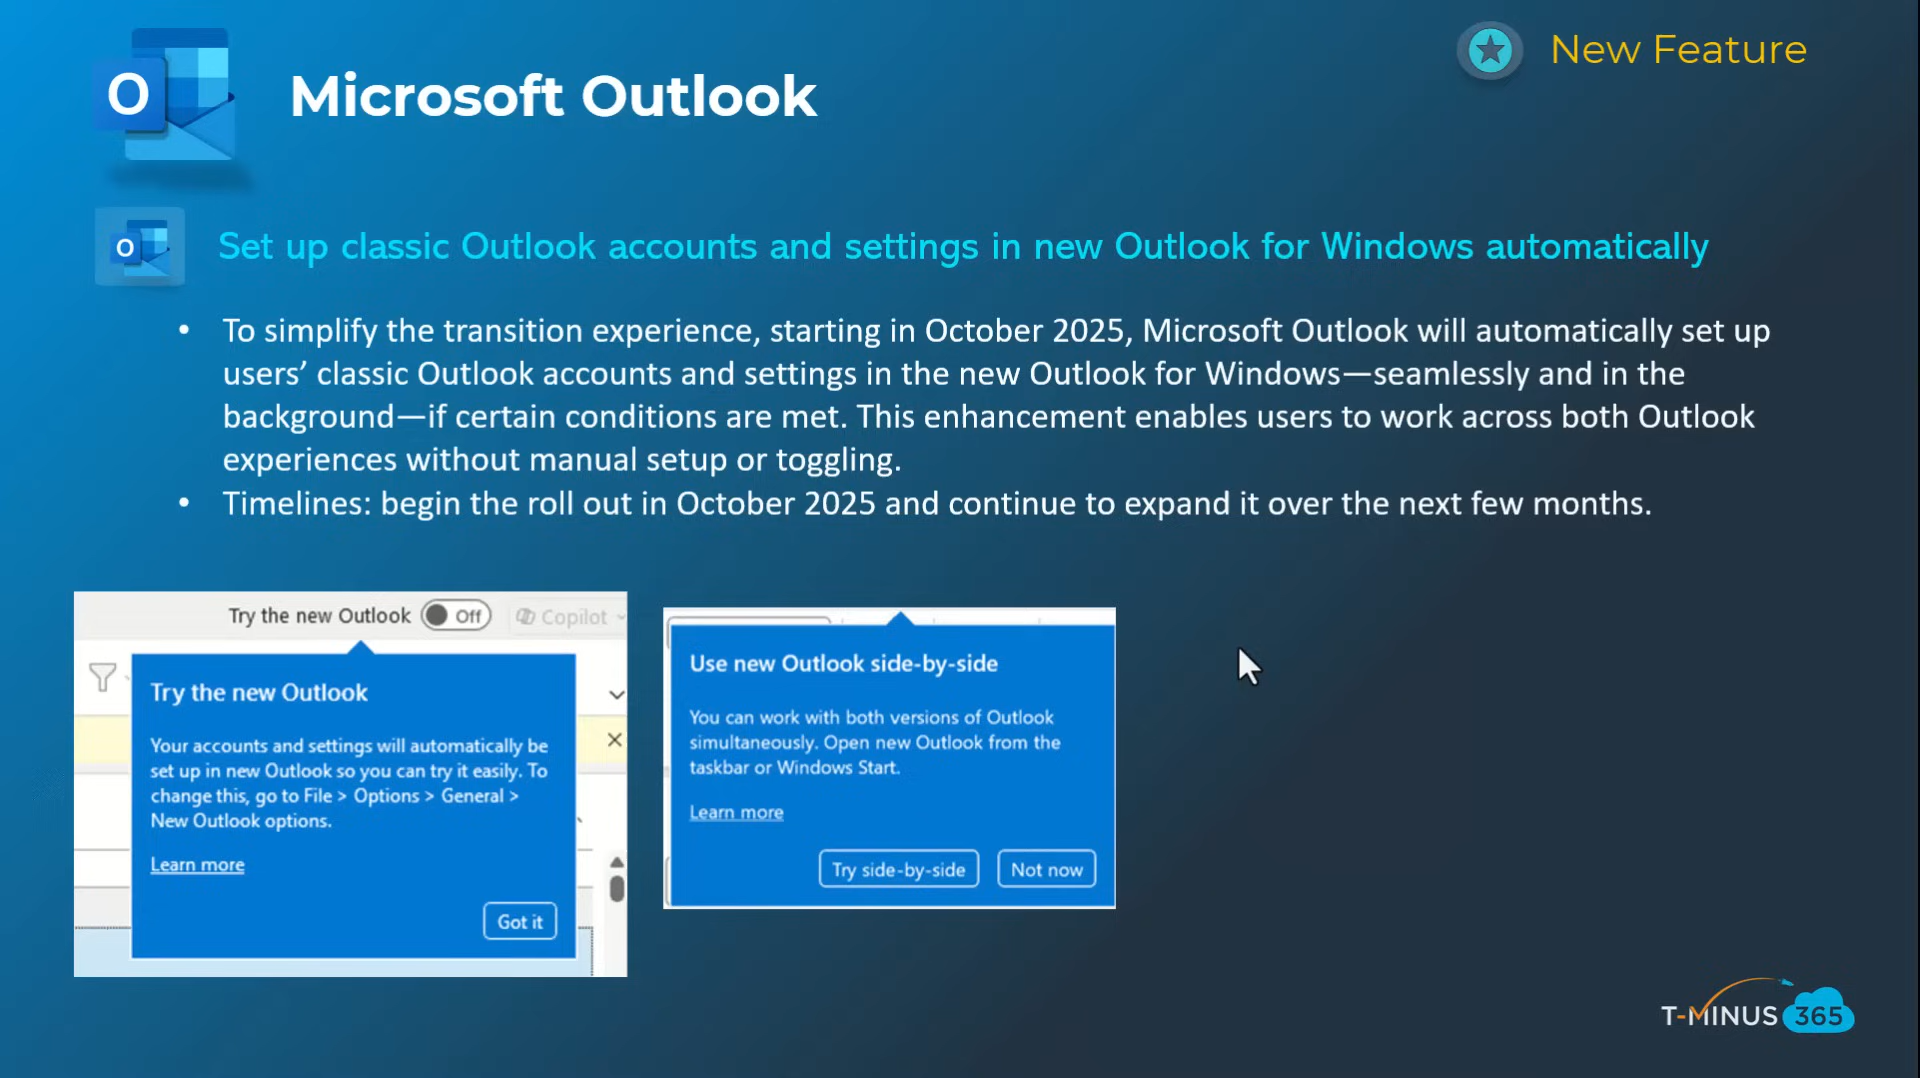 O
Microsoft Outlook
New Feature
O
Set up classic Outlook accounts and settings in new Outlook for Windows automatically
• To simplify the transition experience, starting in October 2025, Microsoft Outlook will automatically set up
users’ classic Outlook accounts and settings in the new Outlook for Windows—seamlessly and in the
background—if certain conditions are met. This enhancement enables users to work across both Outlook
experiences without manual setup or toggling.
• Timelines: begin the roll out in October 2025 and continue to expand it over the next few months.
Try the new Outlook Off Copilot
Try the new Outlook
Your accounts and settings will automatically be
set up in new Outlook so you can try it easily. To
change this, go to File > Options > General >
New Outlook options.
Learn more
Got it
Use new Outlook side-by-side
You can work with both versions of Outlook
simultaneously. Open new Outlook from the
taskbar or Windows Start.
Learn more
Try side-by-side Not now
T-MINUS 365